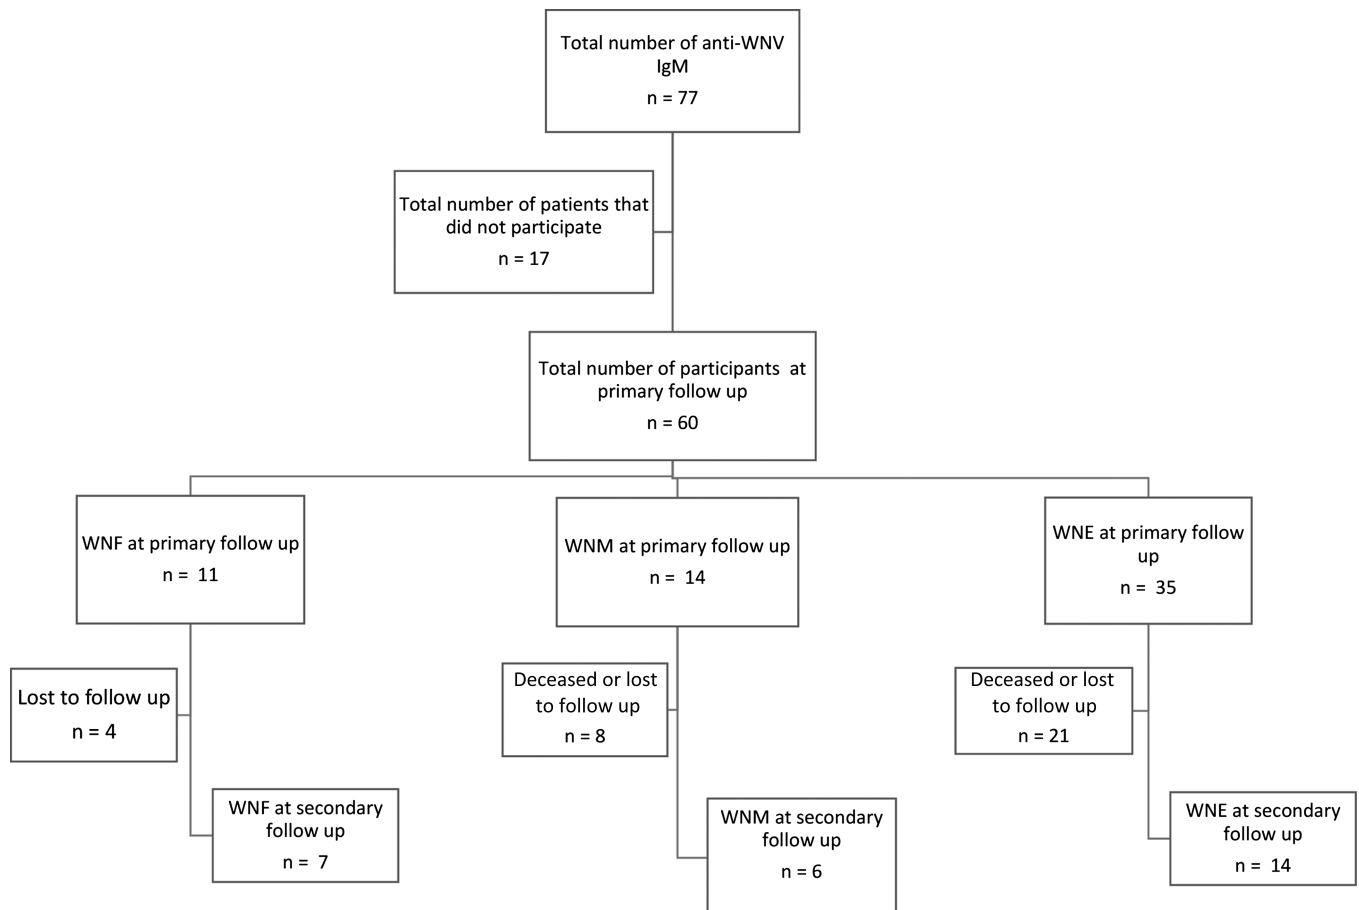 Total number of anti-WNV
IgM
n = 77
Total number of patients that
did not participate
n = 17
Total number of participants at
primary follow up
n = 60
WNF at primary follow up
n = 11
WNM at primary follow up
n = 14
WNE at primary follow
up
n = 35
Lost to follow up
n = 4
Deceased or lost
to follow up
n = 8
Deceased or lost
to follow up
n = 21
WNF at secondary
follow up
n = 7
WNM at secondary
follow up
n = 6
WNE at secondary
follow up
n = 14